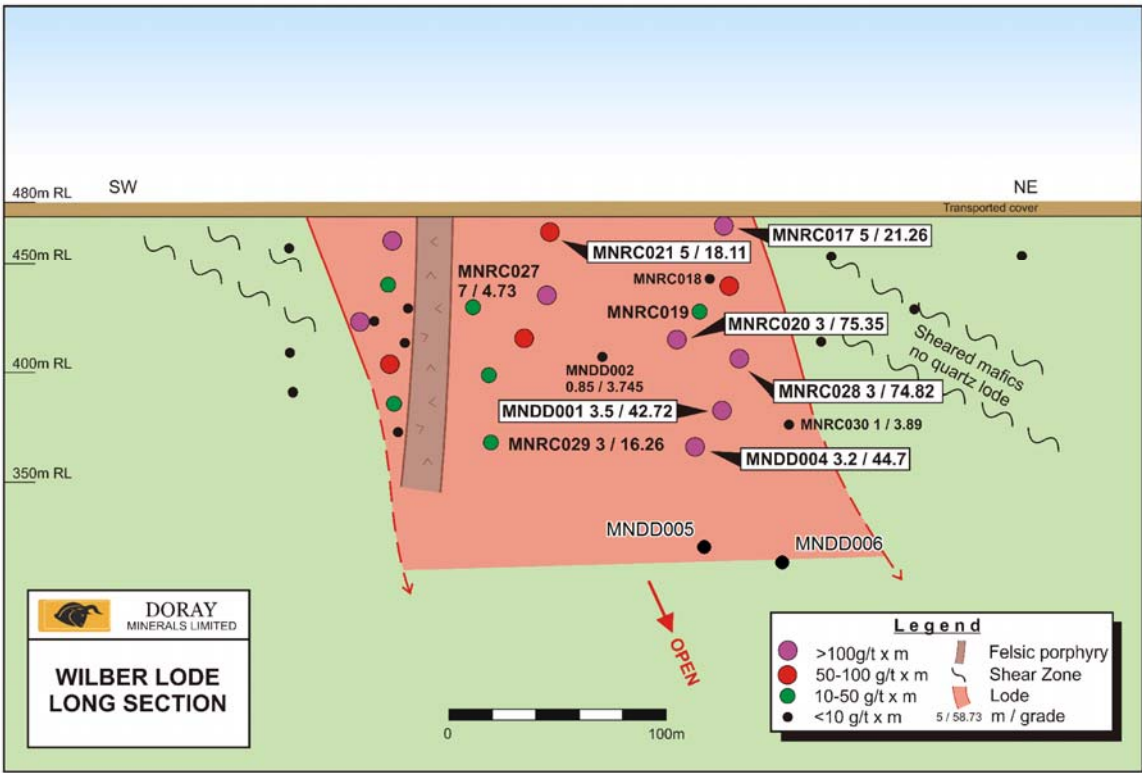 SW
NE
480m RL
Transported cover
450m RL
400m RL
350m RL
MNRC017 5 / 21.26
MNRC021 5 / 18.11
MNRC027
7 / 4.73
MNRC018
MNRC019
MNRC020 3 / 75.35
MNDD002
0.85 / 3.745
MNRC028 3 / 74.82
MNDD001 3.5 / 42.72
MNRC030 1 / 3.89
MNRC029 3 / 16.26
MNDD004 3.2 / 44.7
Sheared mafics
no quartz lode
MNDD005
MNDD006
OPEN
DORAY
MINERALS LIMITED
WILBER LODE
LONG SECTION
0
100m
Legend
>100g/t x m
Felsic porphyry
50-100 g/t x m
Shear Zone
10-50 g/t x m
Lode
<10 g/t x m
5 / 58.73 m / grade